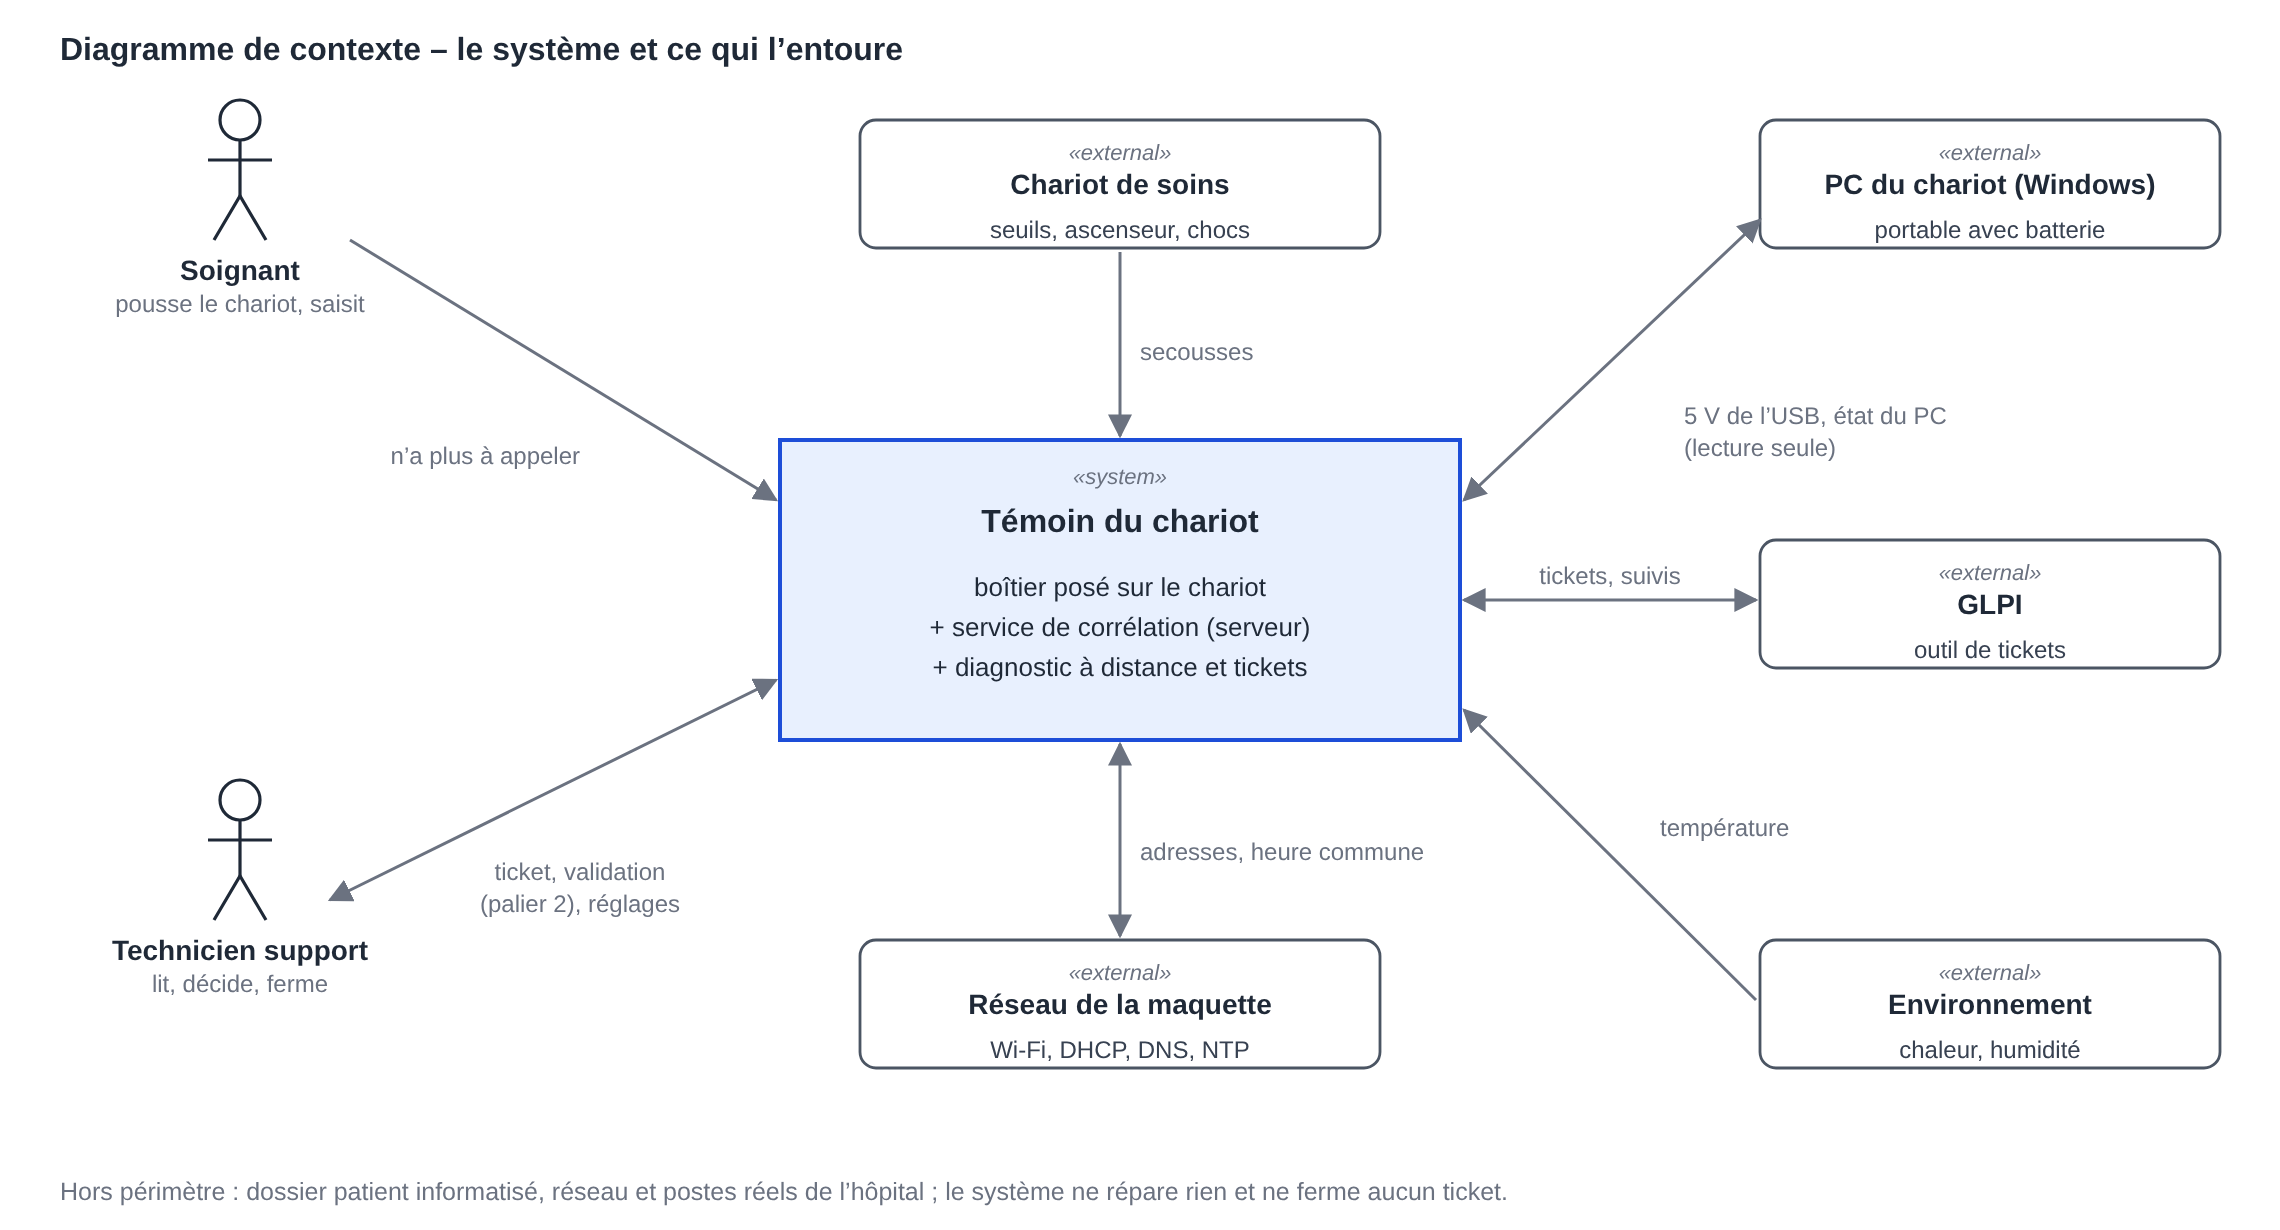 Diagramme de contexte – le système et ce qui l’entoure
«external»
Chariot de soins
seuils, ascenseur, chocs
«external»
PC du chariot (Windows)
portable avec batterie
Soignant
pousse le chariot, saisit
secousses
5 V de l’USB, état du PC
(lecture seule)
n’a plus à appeler
«system»
Témoin du chariot
boîtier posé sur le chariot
+ service de corrélation (serveur)
+ diagnostic à distance et tickets
tickets, suivis
«external»
GLPI
outil de tickets
température
adresses, heure commune
ticket, validation
(palier 2), réglages
Technicien support
lit, décide, ferme
«external»
Réseau de la maquette
Wi-Fi, DHCP, DNS, NTP
«external»
Environnement
chaleur, humidité
Hors périmètre : dossier patient informatisé, réseau et postes réels de l’hôpital ; le système ne répare rien et ne ferme aucun ticket.